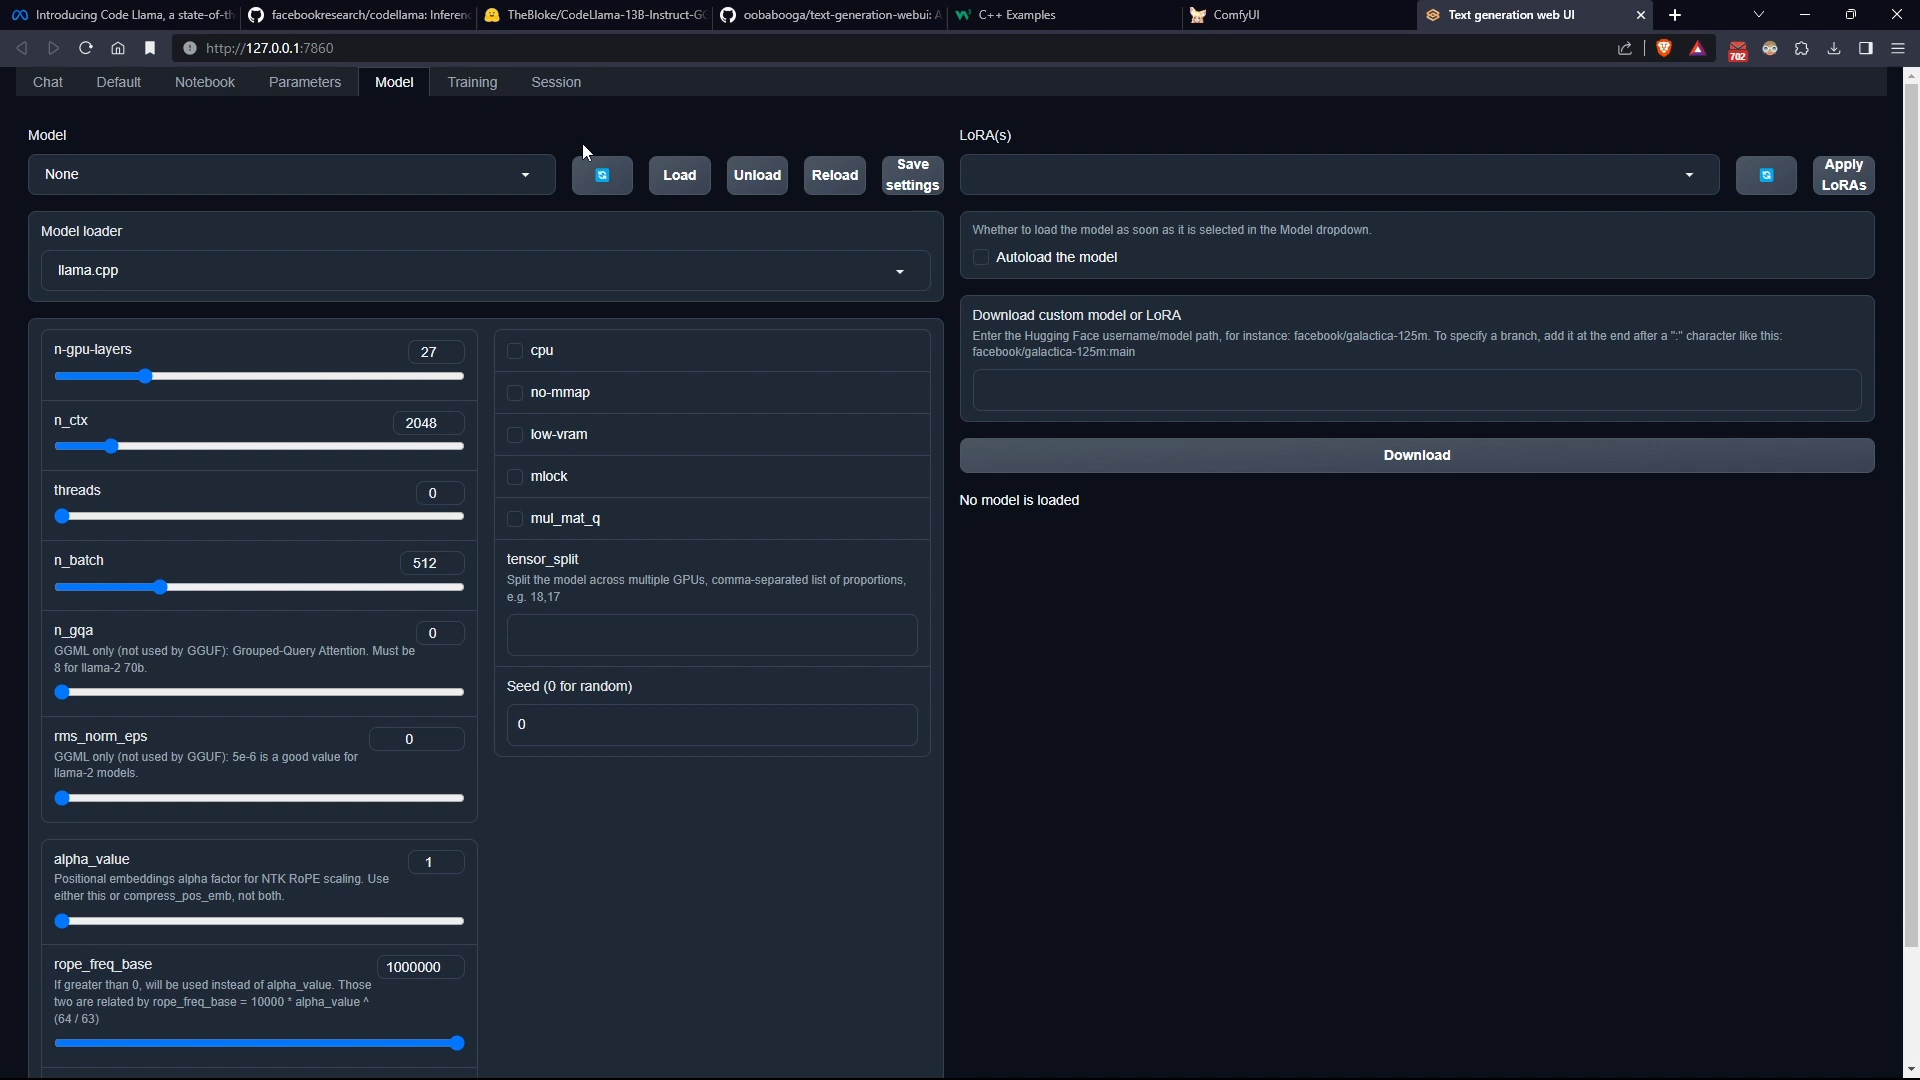 Introducing Code Llama, a state-of-th
facebookresearch/codellama: Inferen
TheBloke/CodeLlama-13B-Instruct-GG
oobabooga/text-generation-webui: A
C++ Examples
ComfyUI
Text generation web UI
http://127.0.0.1:7860
702
Chat
Default
Notebook
Parameters
Model
Training
Session
Model
None
Load
Unload
Reload
Save
settings
Model loader
llama.cpp
n-gpu-layers
27
n_ctx
2048
threads
0
n_batch
512
n_gqa
0
GGML only (not used by GGUF): Grouped-Query Attention. Must be
8 for llama-2 70b.
rms_norm_eps
0
GGML only (not used by GGUF): 5e-6 is a good value for
llama-2 models.
alpha_value
1
Positional embeddings alpha factor for NTK RoPE scaling. Use
either this or compress_pos_emb, not both.
rope_freq_base
1000000
If greater than 0, will be used instead of alpha_value. Those
two are related by rope_freq_base = 10000 * alpha_value ^
(64 / 63)
cpu
no-mmap
low-vram
mlock
mul_mat_q
tensor_split
Split the model across multiple GPUs, comma-separated list of proportions,
e.g. 18,17
Seed (0 for random)
0
LoRA(s)
Apply
LoRAs
Whether to load the model as soon as it is selected in the Model dropdown.
Autoload the model
Download custom model or LoRA
Enter the Hugging Face username/model path, for instance: facebook/galactica-125m. To specify a branch, add it at the end after a ":" character like this:
facebook/galactica-125m:main
Download
No model is loaded